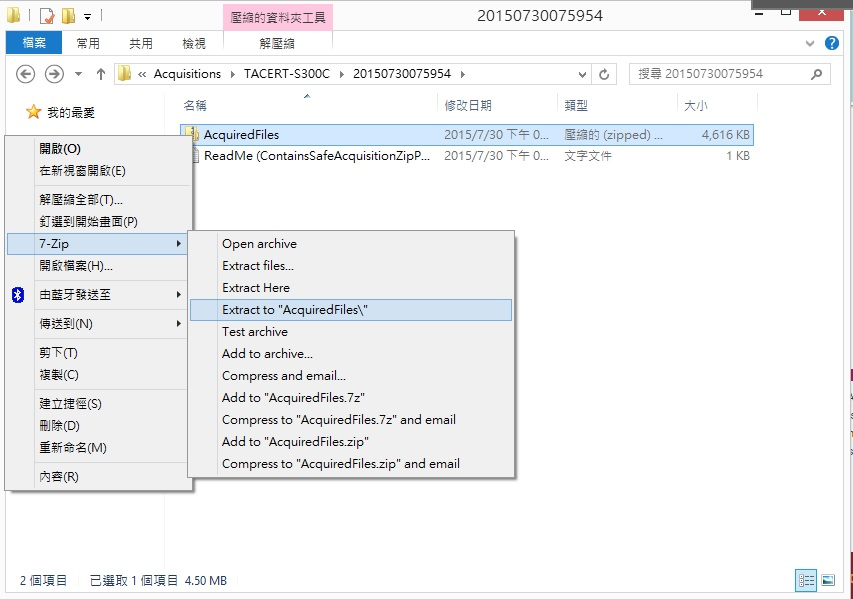 壓縮的資料夾工具
20150730075954
檔案 常用 共用 檢視 解壓縮
« Acquisitions TACERT-S300C 20150730075954
搜尋 20150730075954
我的最愛
名稱 修改日期 類型 大小
AcquiredFiles 2015/7/30 下午 0... 壓縮的 (zipped) ... 4,616 KB
ReadMe (ContainsSafeAcquisitionZipP... 2015/7/30 下午 0... 文字文件 1 KB
開啟(O)
在新視窗開啟(E)
解壓縮全部(T)...
釘選到開始畫面(P)
7-Zip
開啟檔案(H)...
由藍牙發送至
傳送到(N)
剪下(T)
複製(C)
建立捷徑(S)
刪除(D)
重新命名(M)
內容(R)
Open archive
Extract files...
Extract Here
Extract to "AcquiredFiles\"
Test archive
Add to archive...
Compress and email...
Add to "AcquiredFiles.7z"
Compress to "AcquiredFiles.7z" and email
Add to "AcquiredFiles.zip"
Compress to "AcquiredFiles.zip" and email
2 個項目 已選取 1 個項目 4.50 MB